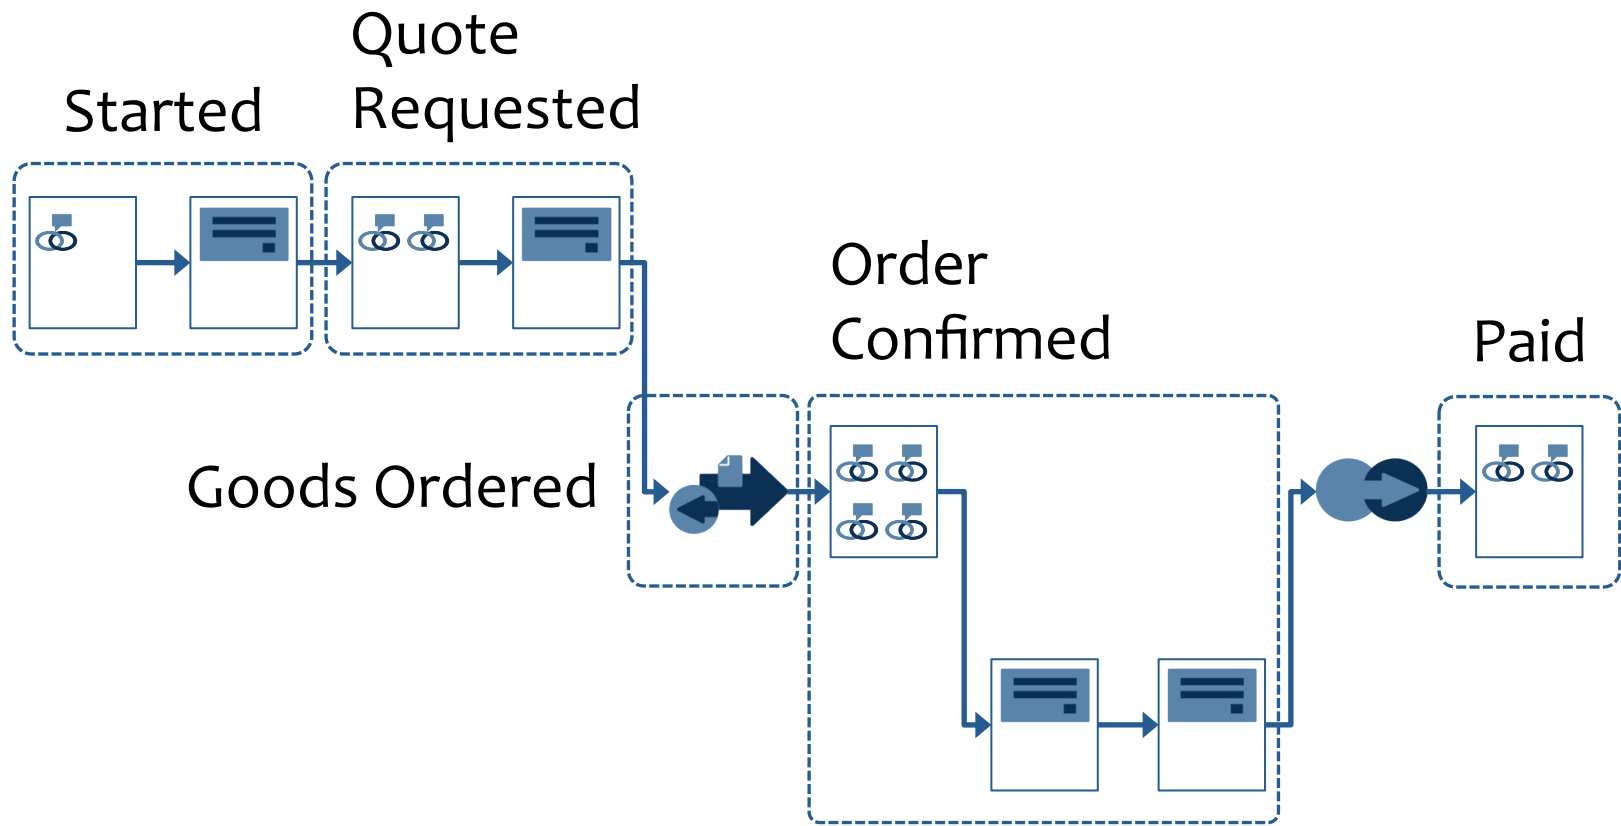 Started
Quote
Requested
Goods Ordered
Order
Confirmed
Paid